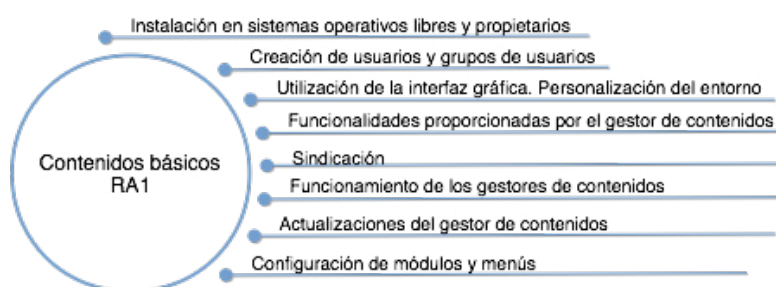 Instalación en sistemas operativos libres y propietarios
Creación de usuarios y grupos de usuarios
Utilización de la interfaz gráfica. Personalización del entorno
Funcionalidades proporcionadas por el gestor de contenidos
Contenidos básicos
RA1
Sindicación
Funcionamiento de los gestores de contenidos
Actualizaciones del gestor de contenidos
Configuración de módulos y menús